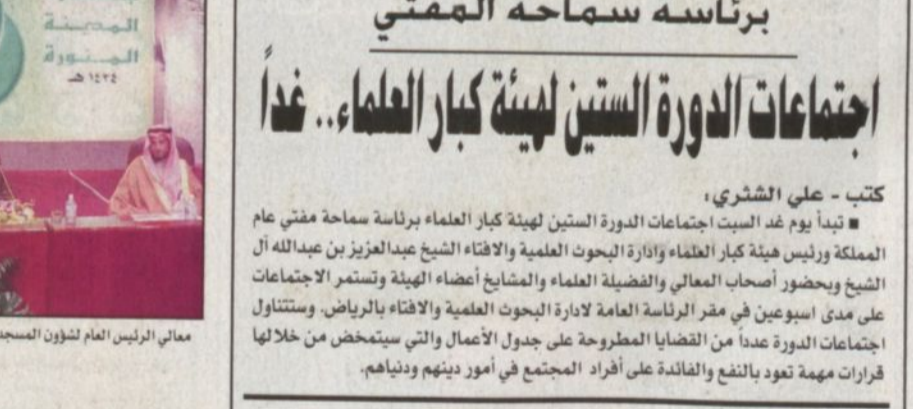 برئاسة سماحة المفتي
اجتماعات الدورة الستين لهيئة كبار العلماء.. غداً
كتب - علي الشثري:
■ تبدأ يوم غد السبت اجتماعات الدورة الستين لهيئة كبار العلماء برئاسة سماحة مفتي عام
المملكة ورئيس هيئة كبار العلماء وادارة البحوث العلمية والافتاء الشيخ عبدالعزيز بن عبدالله آل
الشيخ وبحضور أصحاب المعالي والفضيلة العلماء والمشايخ أعضاء الهيئة وتستمر الاجتماعات
على مدى اسبوعين في مقر الرئاسة العامة لادارة البحوث العلمية والافتاء بالرياض. وستتناول
اجتماعات الدورة عدداً من القضايا المطروحة على جدول الأعمال والتي سيتمخض من خلالها
قرارات مهمة تعود بالنفع والفائدة على أفراد المجتمع في أمور دينهم ودنياهم.
المدينة
المنورة
١٤٢٤ هـ
معالي الرئيس العام لشؤون المسجد